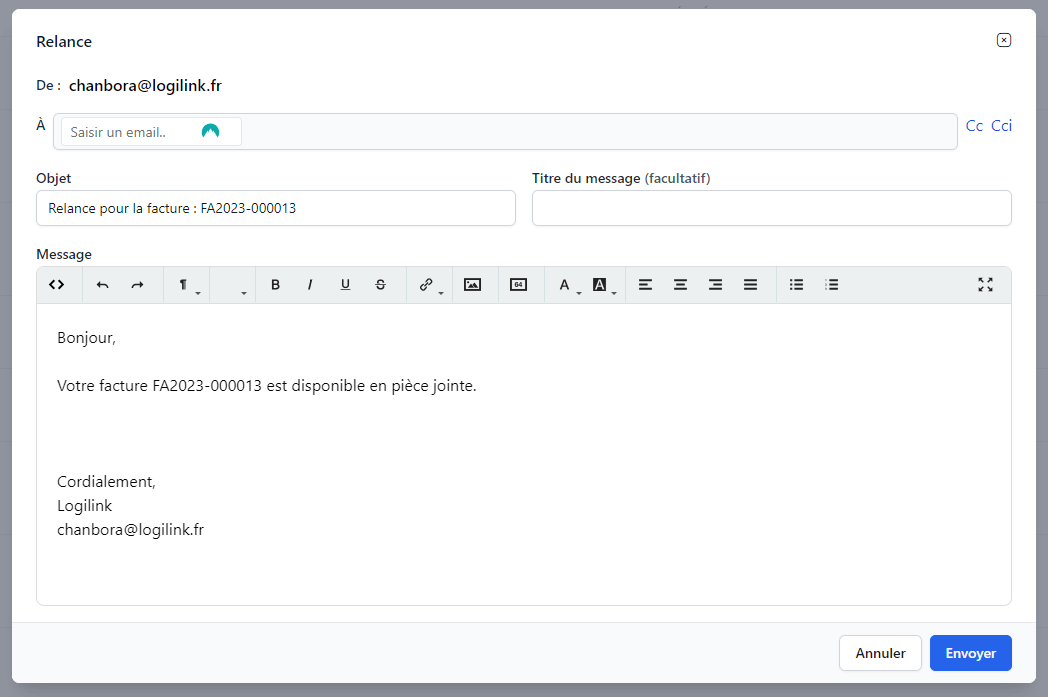 Relance
De : chanbora@logilink.fr
À Saisir un email.. Cc Cci
Objet
Titre du message (facultatif)
Relance pour la facture : FA2023-000013
Message
¶ B I U S 64 A A
Bonjour,
Votre facture FA2023-000013 est disponible en pièce jointe.
Cordialement,
Logilink
chanbora@logilink.fr
Annuler Envoyer